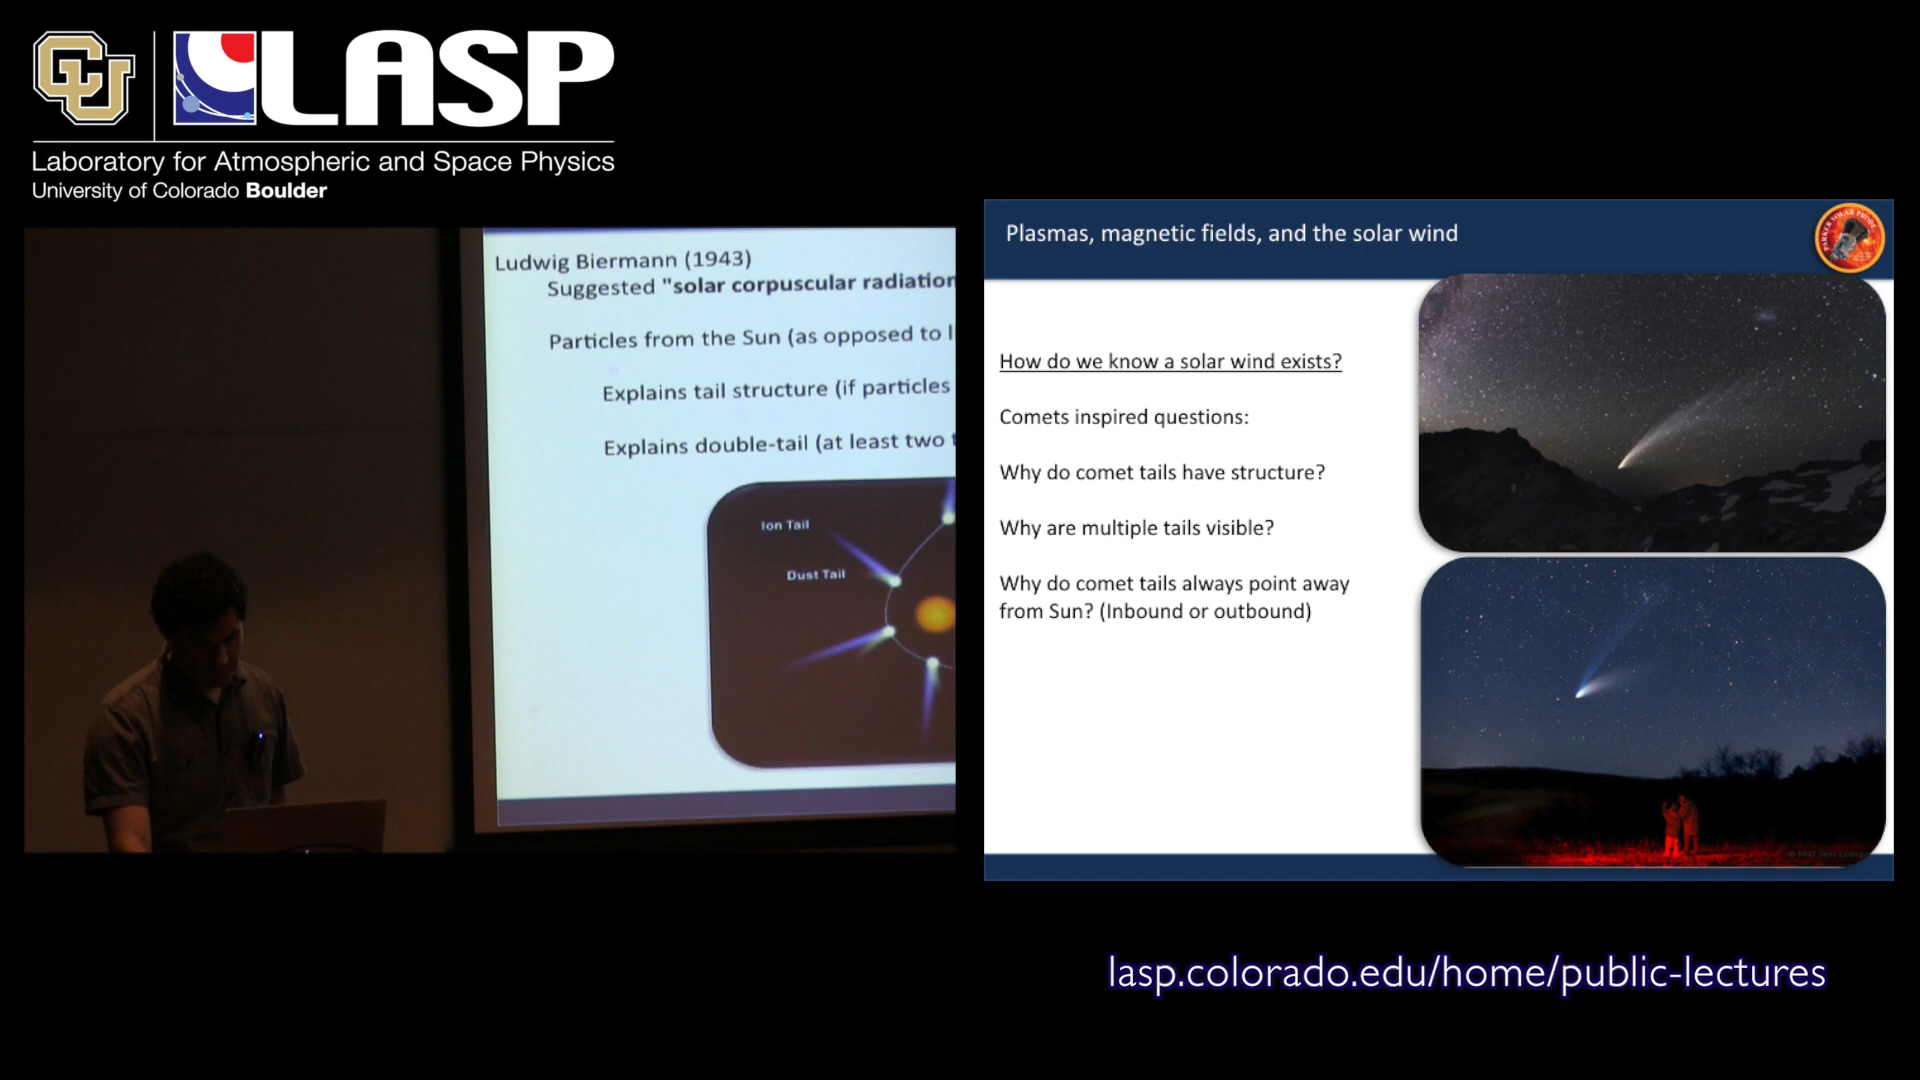 CU
LASP
Laboratory for Atmospheric and Space Physics
University of Colorado Boulder
Ludwig Biermann (1943)
Suggested "solar corpuscular radiation
Particles from the Sun (as opposed to l
Explains tail structure (if particles
Explains double-tail (at least two t
Ion Tail
Dust Tail
Plasmas, magnetic fields, and the solar wind
PARKER SOLAR PROBE
How do we know a solar wind exists?
Comets inspired questions:
Why do comet tails have structure?
Why are multiple tails visible?
Why do comet tails always point away
from Sun? (Inbound or outbound)
lasp.colorado.edu/home/public-lectures